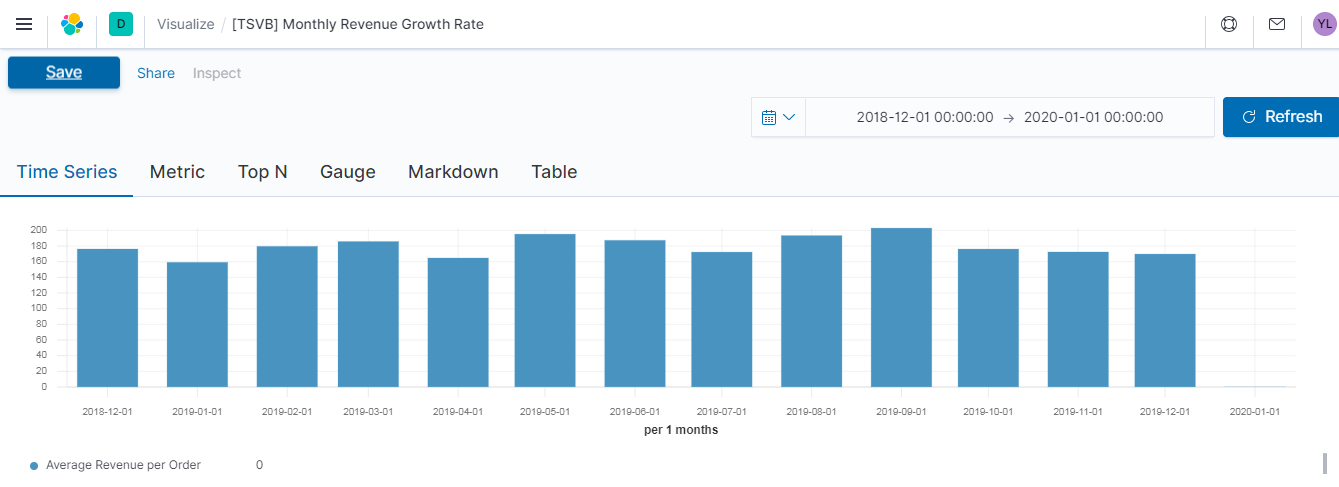 D Visualize / [TSVB] Monthly Revenue Growth Rate YL
Save Share Inspect
2018-12-01 00:00:00 → 2020-01-01 00:00:00 Refresh
Time Series Metric Top N Gauge Markdown Table
200
180
160
140
120
100
80
60
40
20
0
2018-12-01 2019-01-01 2019-02-01 2019-03-01 2019-04-01 2019-05-01 2019-06-01 2019-07-01 2019-08-01 2019-09-01 2019-10-01 2019-11-01 2019-12-01 2020-01-01
per 1 months
Average Revenue per Order 0